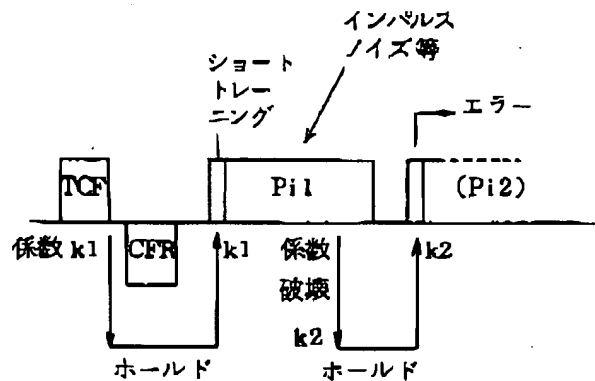 インパルス
ノイズ等
ショート
トレー
ニング
エラー
TCF
Pi1
(Pi2)
係数 k1
CFR
k1
係数
破壊
k2
k2
ホールド
ホールド